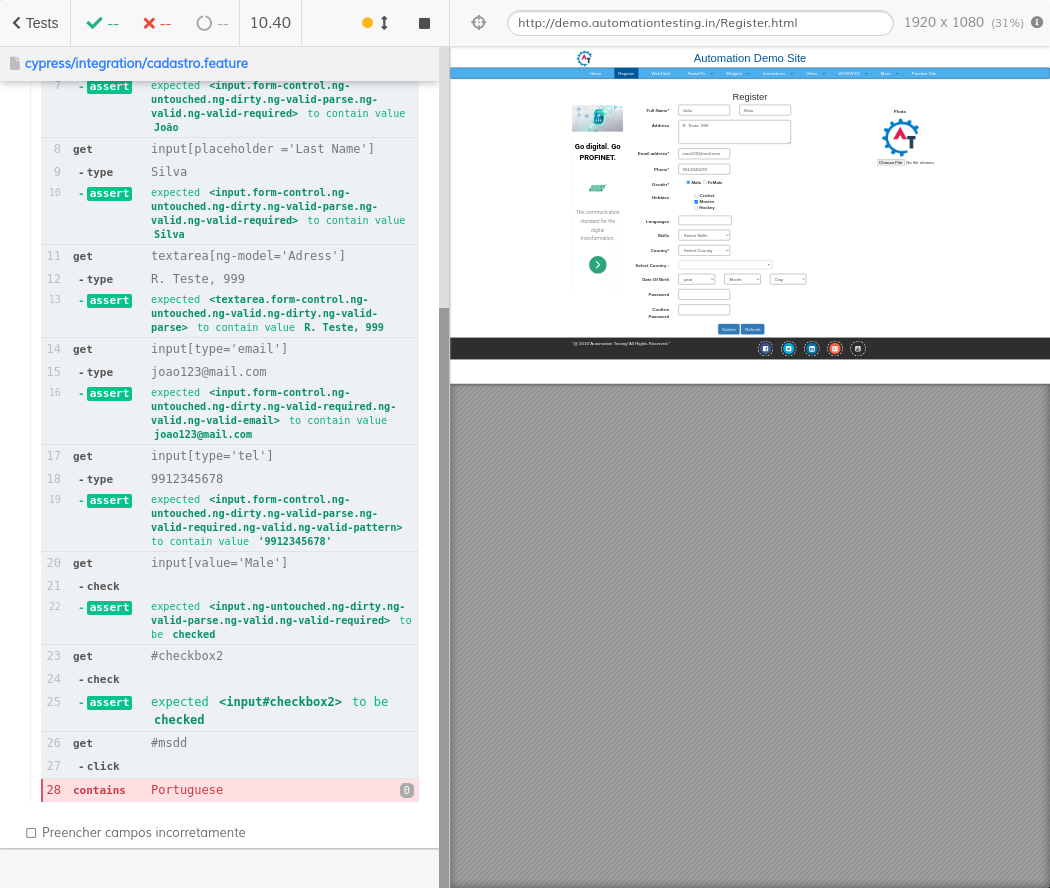 Tests
--
--
--
10.40
http://demo.automationtesting.in/Register.html
1920 x 1080 (31%)
cypress/integration/cadastro.feature
7 - assert expected <input.form-control.ng-
untouched.ng-dirty.ng-valid-parse.ng-
valid.ng-valid-required> to contain value
João
8 get input[placeholder ='Last Name']
9 - type Silva
10 - assert expected <input.form-control.ng-
untouched.ng-dirty.ng-valid-parse.ng-
valid.ng-valid-required> to contain value
Silva
11 get textarea[ng-model='Adress']
12 - type R. Teste, 999
13 - assert expected <textarea.form-control.ng-
untouched.ng-valid.ng-dirty.ng-valid-
parse> to contain value R. Teste, 999
14 get input[type='email']
15 - type joao123@mail.com
16 - assert expected <input.form-control.ng-
untouched.ng-dirty.ng-valid-required.ng-
valid.ng-valid-email> to contain value
joao123@mail.com
17 get input[type='tel']
18 - type 9912345678
19 - assert expected <input.form-control.ng-
untouched.ng-dirty.ng-valid-parse.ng-
valid-required.ng-valid.ng-valid-pattern>
to contain value '9912345678'
20 get input[value='Male']
21 - check
22 - assert expected <input.ng-untouched.ng-dirty.ng-
valid-parse.ng-valid.ng-valid-required> to
be checked
23 get #checkbox2
24 - check
25 - assert expected <input#checkbox2> to be
checked
26 get #msdd
27 - click
28 contains Portuguese 0
Preencher campos incorretamente
Automation Demo Site
Home Register WebTable SwitchTo Widgets Interactions Video WYSIWYG More Practice Site
Register
Full Name* João Silva
Address R. Teste, 999
Email address* joao123@mail.com
Phone* 9912345678
Gender* Male FeMale
Hobbies Cricket
Movies
Hockey
Languages
Skills Select Skills
Country* Select Country
Select Country :
Date Of Birth year Month Day
Password
Confirm
Password
Submit Refresh
Photo
Choose File No file chosen
Go digital. Go
PROFINET.
The communication
standard for the
digital
transformation.
"@ 2016"Automation Testing"All Rights Reserved."